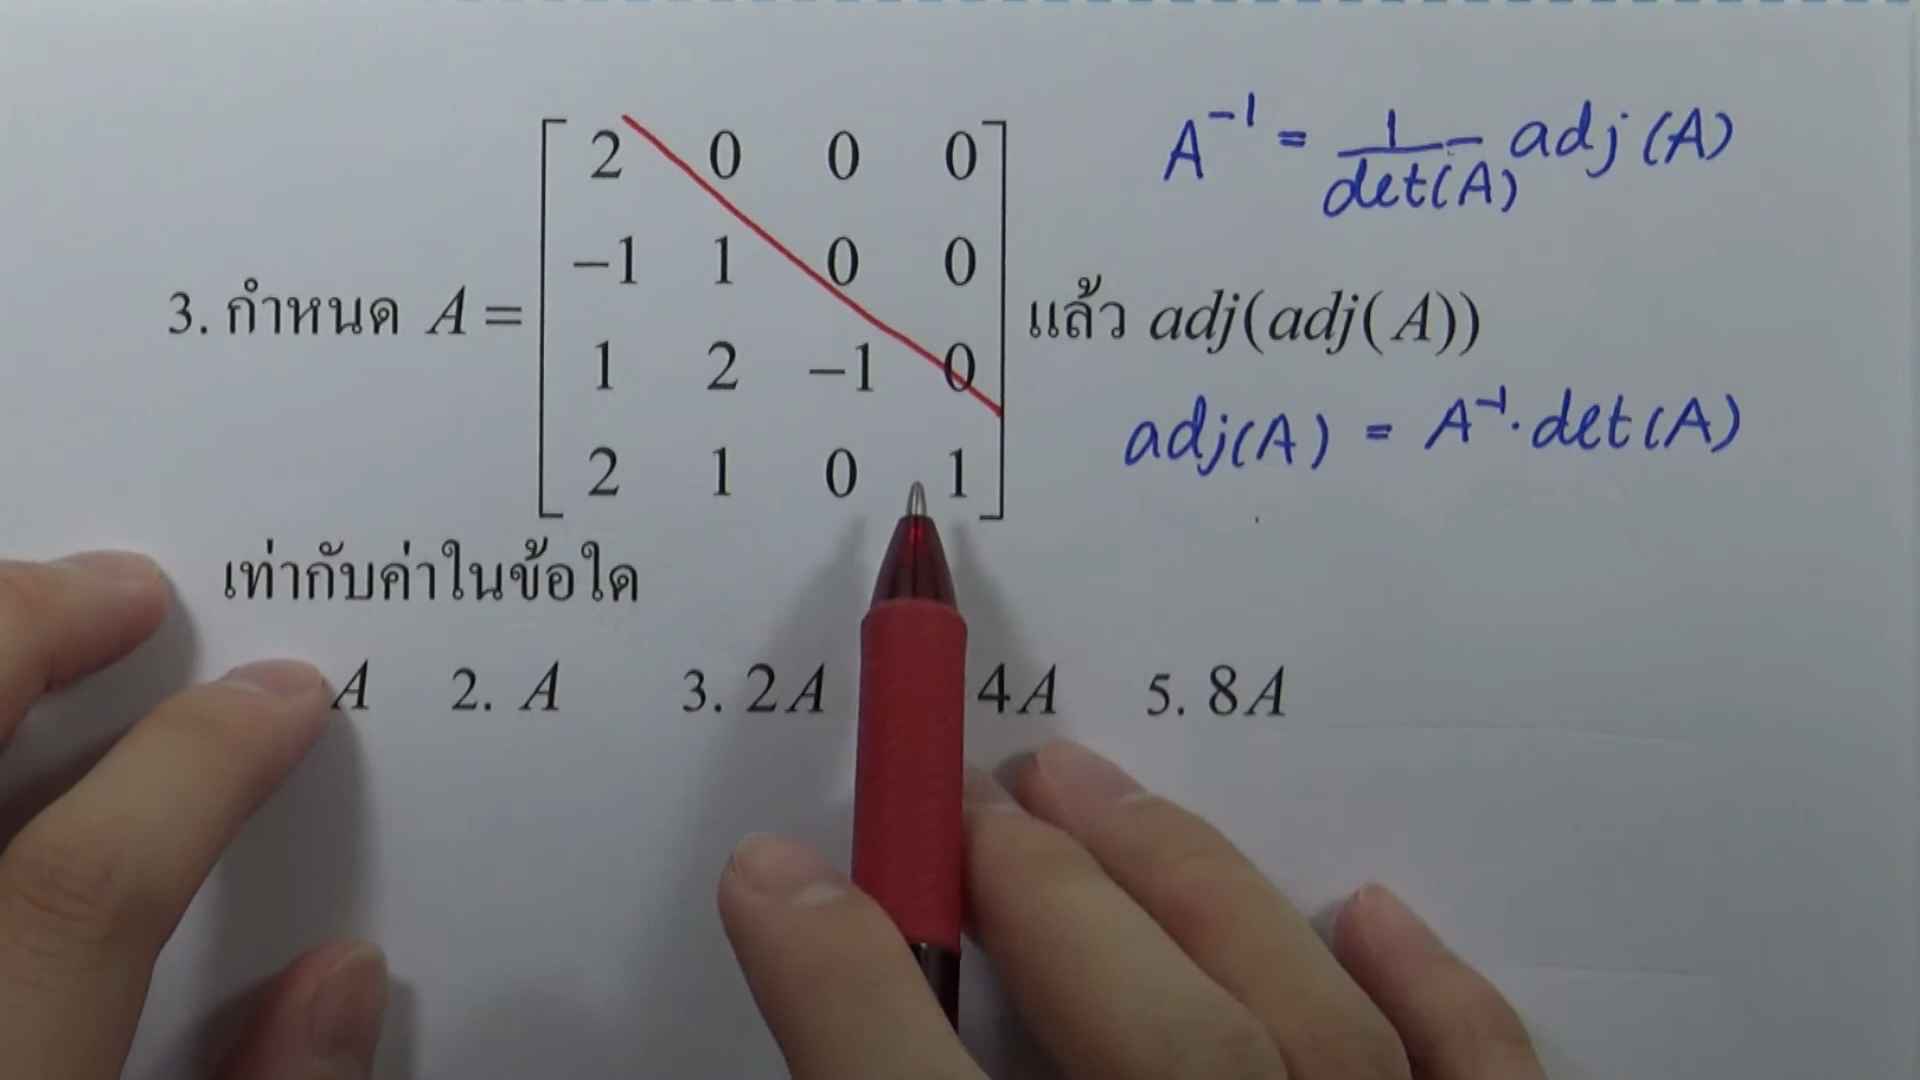 A⁻¹ = 1/det(A) adj(A)
3. กำหนด A = [2 0 0 0
-1 1 0 0
1 2 -1 0
2 1 0 1] แล้ว adj(adj(A))
adj(A) = A⁻¹·det(A)
เท่ากับค่าในข้อใด
A 2. A 3. 2A 4A 5. 8A